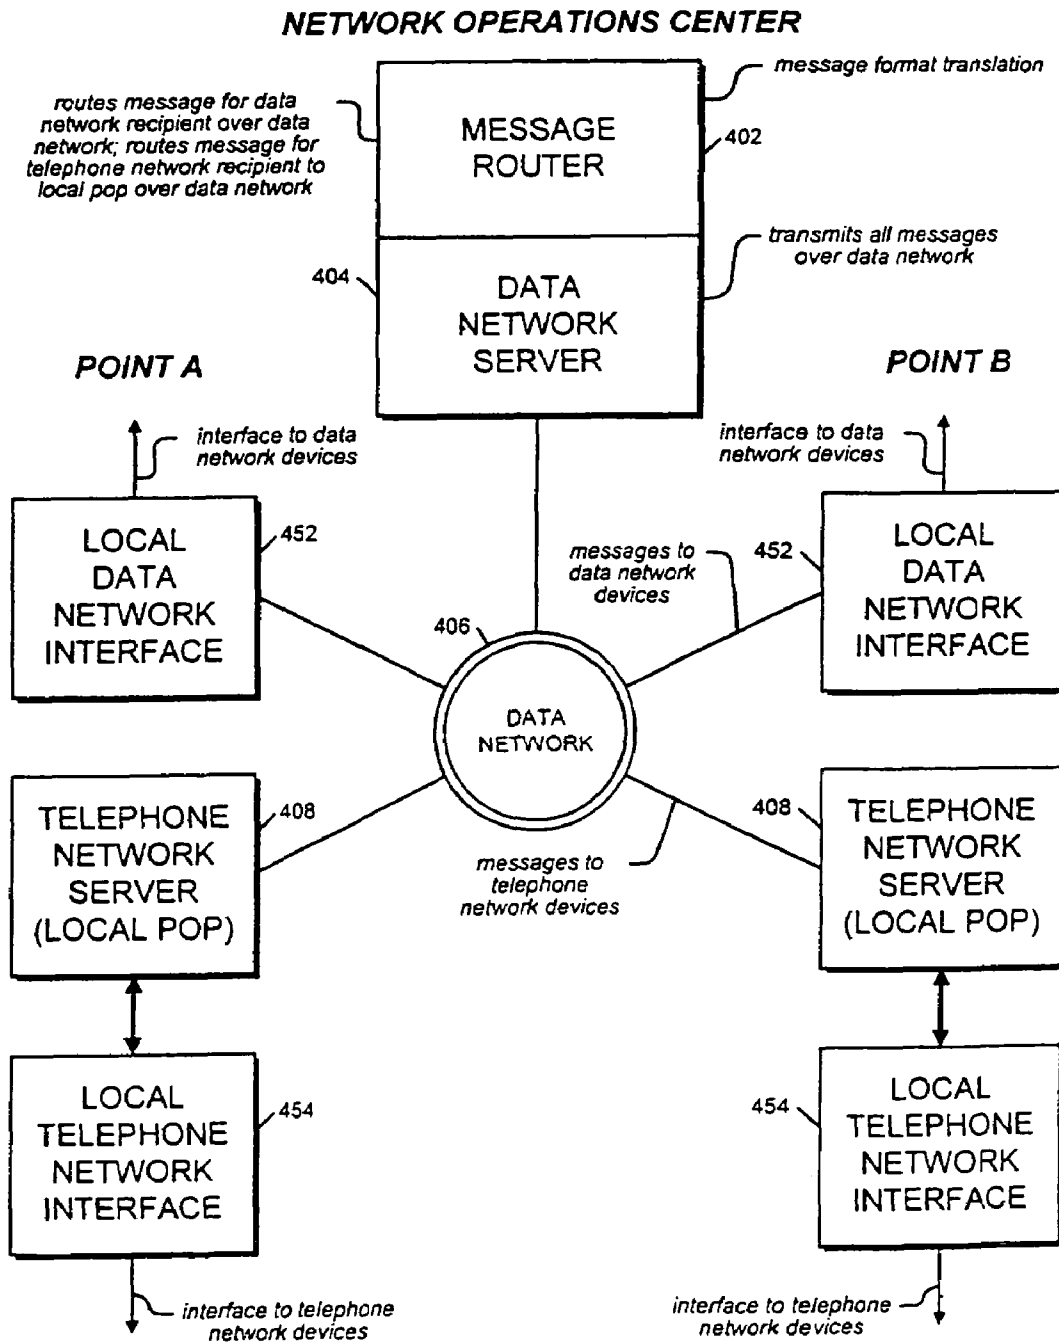 NETWORK OPERATIONS CENTER
message format translation
routes message for data
network recipient over data
network; routes message for
telephone network recipient to
local pop over data network
MESSAGE
ROUTER
402
transmits all messages
over data network
404
DATA
NETWORK
SERVER
POINT A
POINT B
interface to data
network devices
interface to data
network devices
LOCAL
DATA
NETWORK
INTERFACE
452
messages to
data network
devices
452
LOCAL
DATA
NETWORK
INTERFACE
406
DATA
NETWORK
TELEPHONE
NETWORK
SERVER
(LOCAL POP)
408
messages to
telephone
network devices
408
TELEPHONE
NETWORK
SERVER
(LOCAL POP)
LOCAL
TELEPHONE
NETWORK
INTERFACE
454
454
LOCAL
TELEPHONE
NETWORK
INTERFACE
interface to telephone
network devices
interface to telephone
network devices